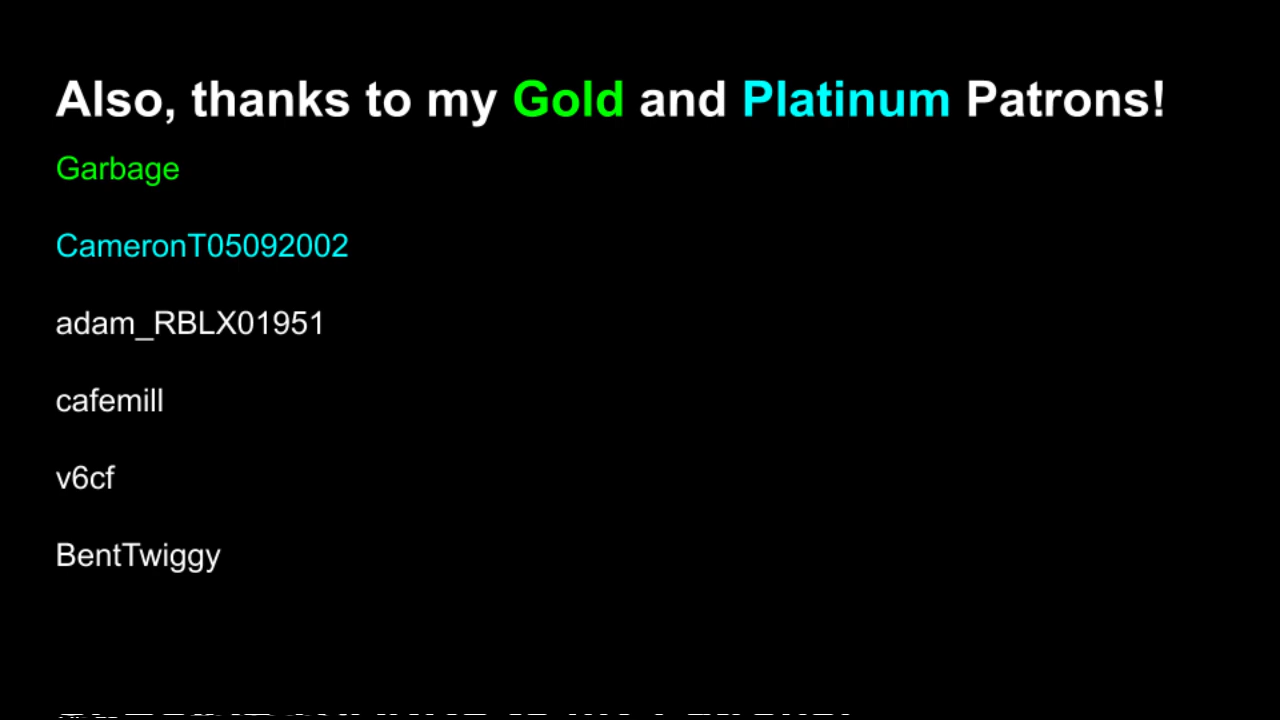 Also, thanks to my Gold and Platinum Patrons!
Garbage
CameronT05092002
adam_RBLX01951
cafemill
v6cf
BentTwiggy